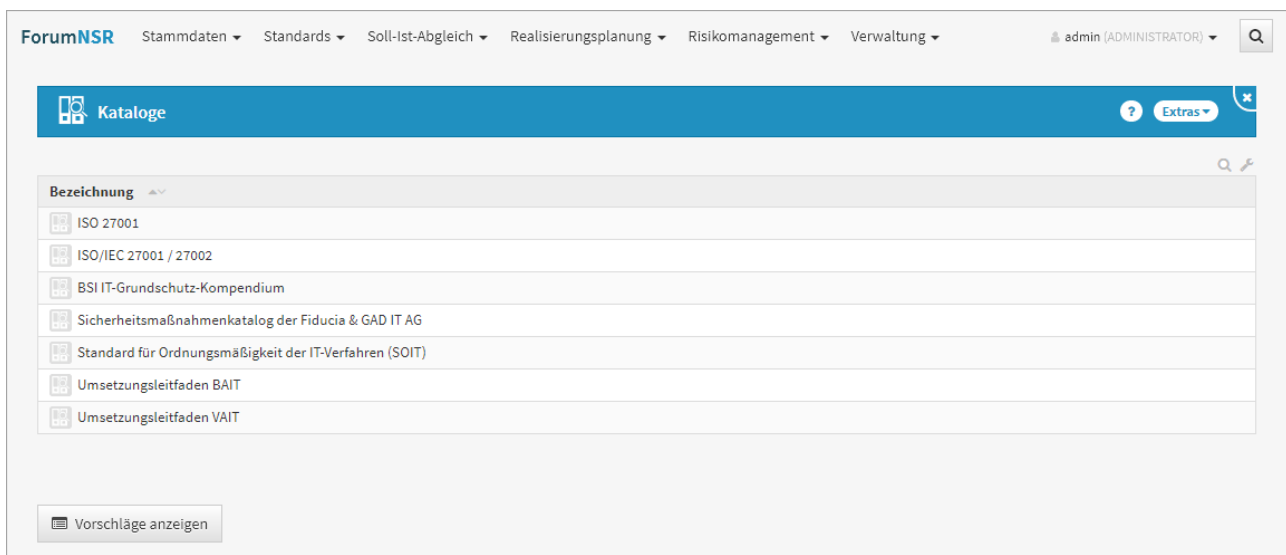 ForumNSR Stammdaten Standards Soll-Ist-Abgleich Realisierungsplanung Risikomanagement Verwaltung admin (ADMINISTRATOR)
Kataloge ? Extras
Bezeichnung
ISO 27001
ISO/IEC 27001 / 27002
BSI IT-Grundschutz-Kompendium
Sicherheitsmaßnahmenkatalog der Fiducia & GAD IT AG
Standard für Ordnungsmäßigkeit der IT-Verfahren (SOIT)
Umsetzungsleitfaden BAIT
Umsetzungsleitfaden VAIT
Vorschläge anzeigen